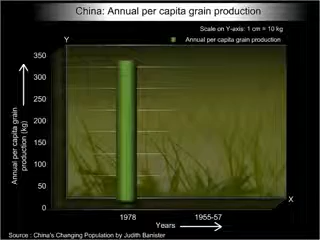 China: Annual per capita grain production
Scale on Y-axis: 1 cm = 10 kg
Annual per capita grain production
Y
350
300
250
200
150
100
50
0
Annual per capita grain
production (kg)
X
1978 1955-57
Years
Source : China's Changing Population by Judith Banister